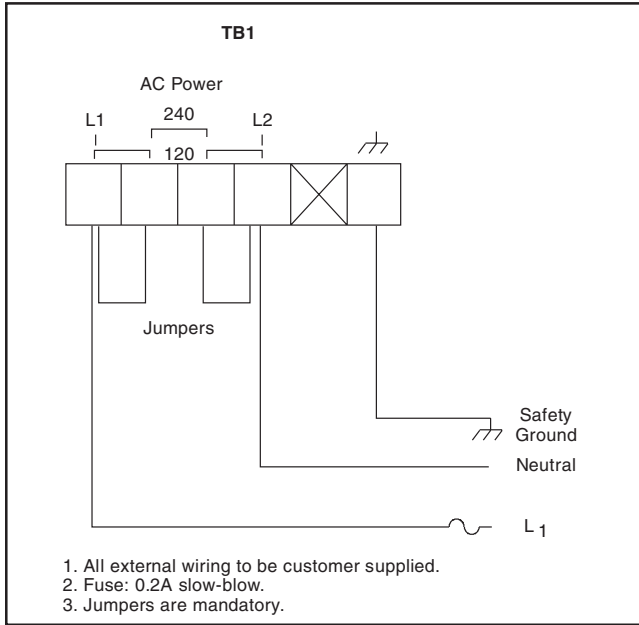 TB1
AC Power
L1 240 L2
120
Jumpers
Safety
Ground
Neutral
L 1
1. All external wiring to be customer supplied.
2. Fuse: 0.2A slow-blow.
3. Jumpers are mandatory.